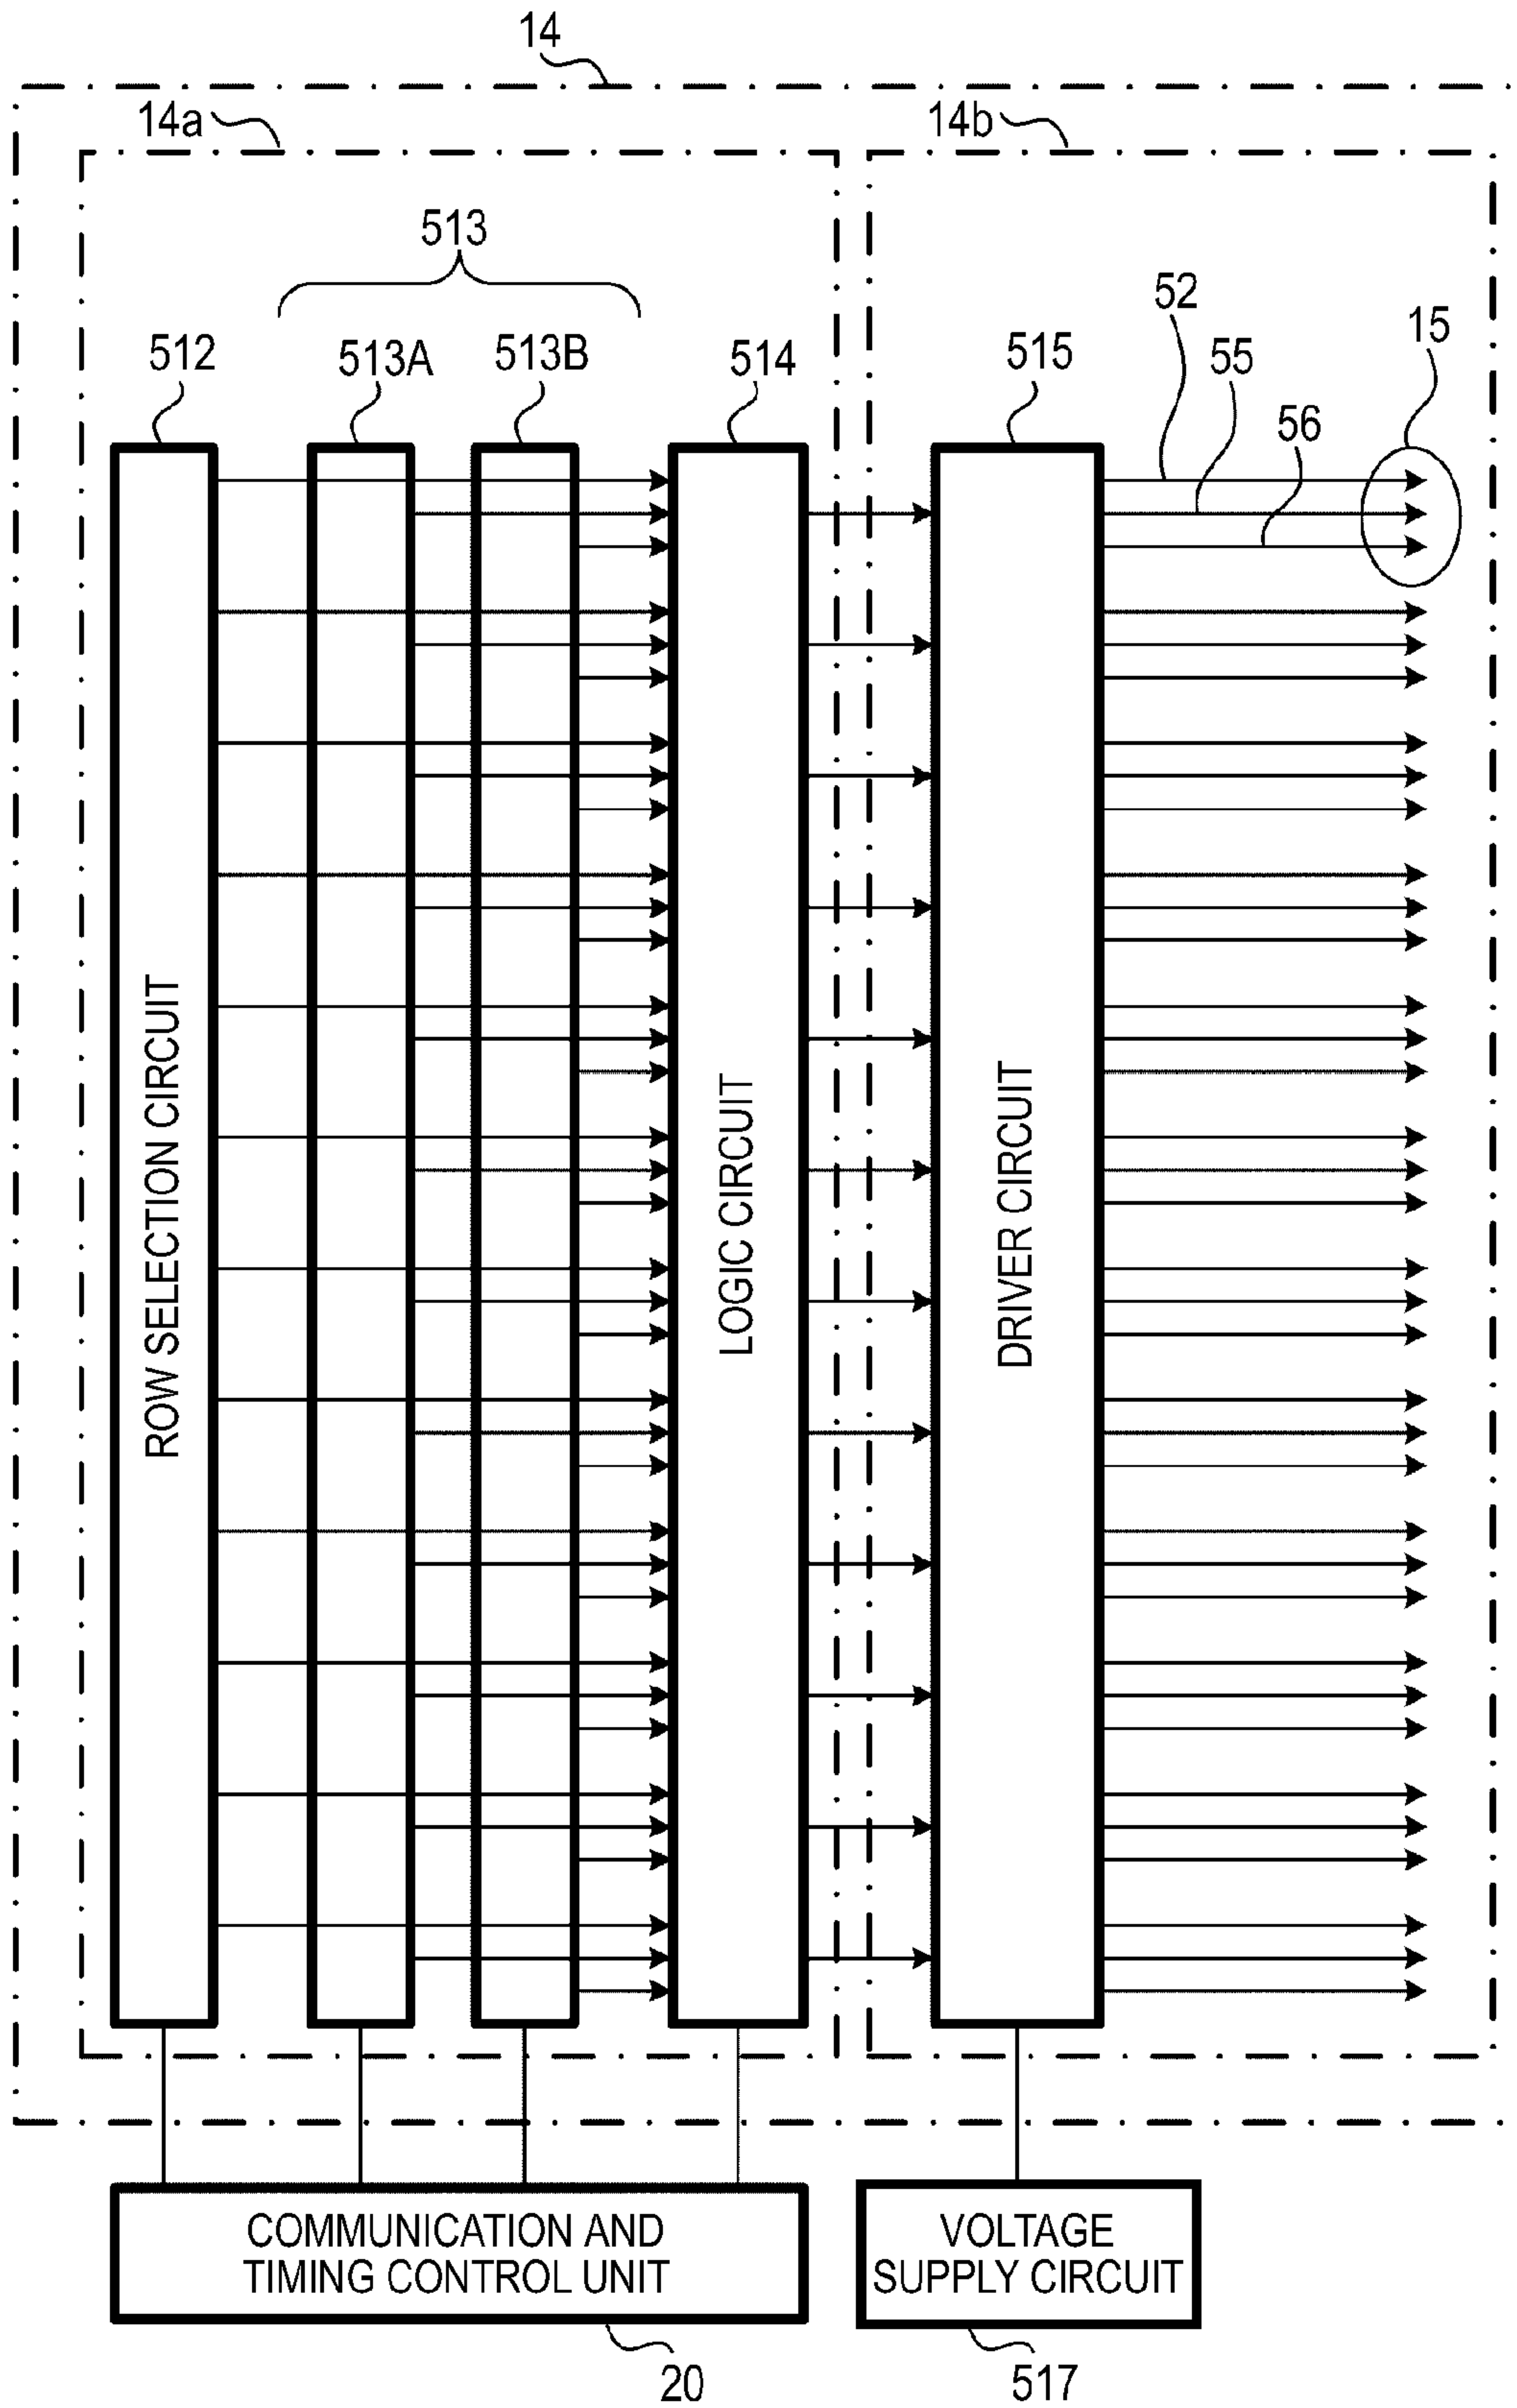 14
14a
14b
513
52
15
512
513A
513B
514
515
55
56
ROW SELECTION CIRCUIT
LOGIC CIRCUIT
DRIVER CIRCUIT
COMMUNICATION AND
TIMING CONTROL UNIT
VOLTAGE
SUPPLY CIRCUIT
20
517